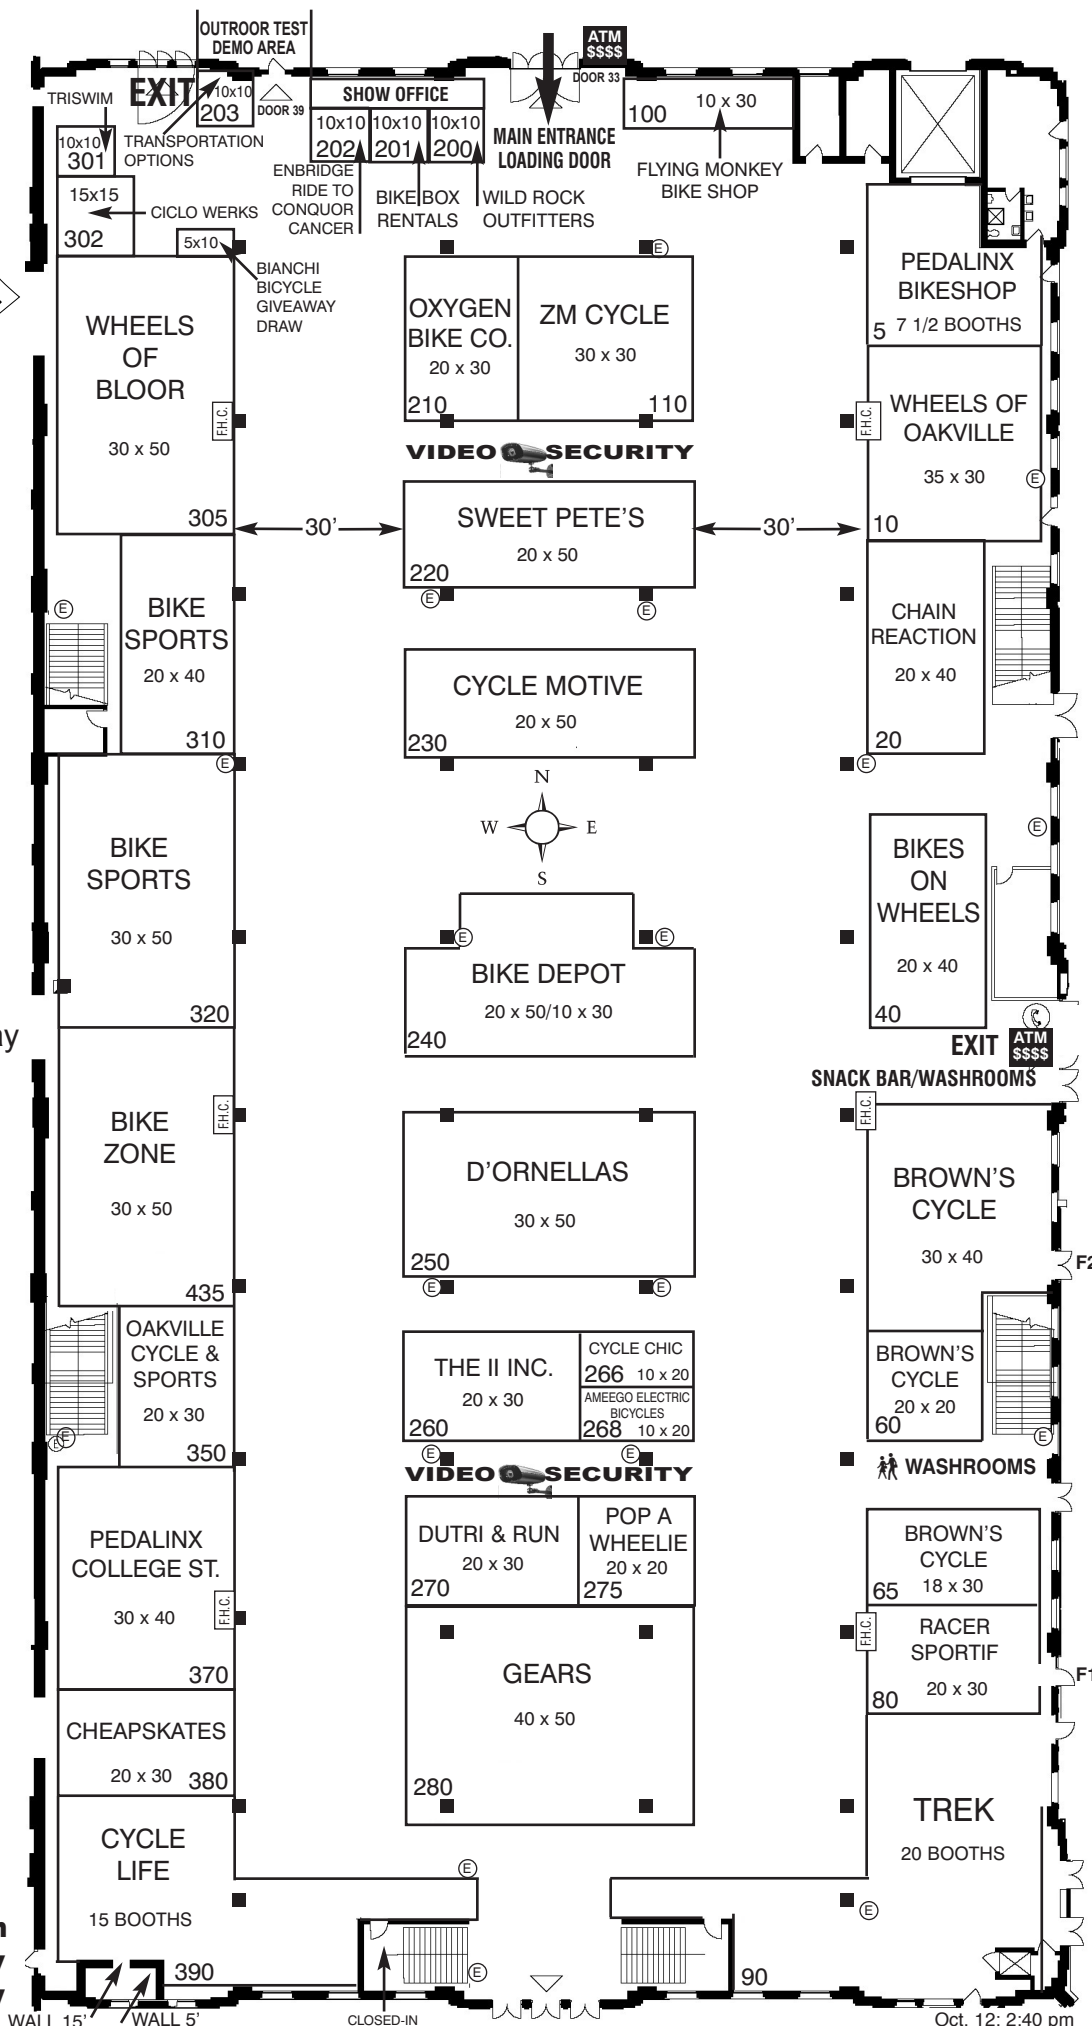 OUTROOR TEST
DEMO AREA
ATM
$$$$
TRISWIM
EXIT
10x10
203
DOOR 39
SHOW OFFICE
DOOR 33
10x10
202
10x10
201
10x10
200
MAIN ENTRANCE
LOADING DOOR
100
10 x 30
10x10
301
TRANSPORTATION
OPTIONS
ENBRIDGE
RIDE TO
CONQUOR
CANCER
BIKE BOX
RENTALS
WILD ROCK
OUTFITTERS
FLYING MONKEY
BIKE SHOP
15x15
302
CICLO WERKS
5x10
BIANCHI
BICYCLE
GIVEAWAY
DRAW
E
PEDALINX
BIKESHOP
5
7 1/2 BOOTHS
WHEELS
OF
BLOOR
30 x 50
305
F.H.C.
OXYGEN
BIKE CO.
20 x 30
210
ZM CYCLE
30 x 30
110
F.H.C.
WHEELS OF
OAKVILLE
35 x 30
10
E
VIDEO SECURITY
30'
SWEET PETE'S
20 x 50
220
30'
E
E
E
BIKE
SPORTS
20 x 40
310
CHAIN
REACTION
20 x 40
20
CYCLE MOTIVE
20 x 50
230
E
E
N
W
E
S
BIKE
SPORTS
30 x 50
320
BIKES
ON
WHEELS
20 x 40
40
E
E
E
BIKE DEPOT
20 x 50/10 x 30
240
ay
EXIT
ATM
$$$$
SNACK BAR/WASHROOMS
BIKE
ZONE
30 x 50
435
F.H.C.
D'ORNELLAS
30 x 50
250
F.H.C.
BROWN'S
CYCLE
30 x 40
F2
E
E
OAKVILLE
CYCLE &
SPORTS
20 x 30
350
E
E
THE II INC.
20 x 30
260
CYCLE CHIC
266 10 x 20
AMEEGO ELECTRIC
BICYCLES
268 10 x 20
BROWN'S
CYCLE
20 x 20
60
E
E
E
VIDEO SECURITY
WASHROOMS
PEDALINX
COLLEGE ST.
30 x 40
370
F.H.C.
DUTRI & RUN
20 x 30
270
POP A
WHEELIE
20 x 20
275
BROWN'S
CYCLE
65
18 x 30
F.H.C.
RACER
SPORTIF
80
20 x 30
F1
GEARS
40 x 50
280
CHEAPSKATES
20 x 30
380
CYCLE
LIFE
15 BOOTHS
390
TREK
20 BOOTHS
90
E
E
E
n
WALL 15'
WALL 5'
CLOSED-IN
Oct. 12: 2:40 pm